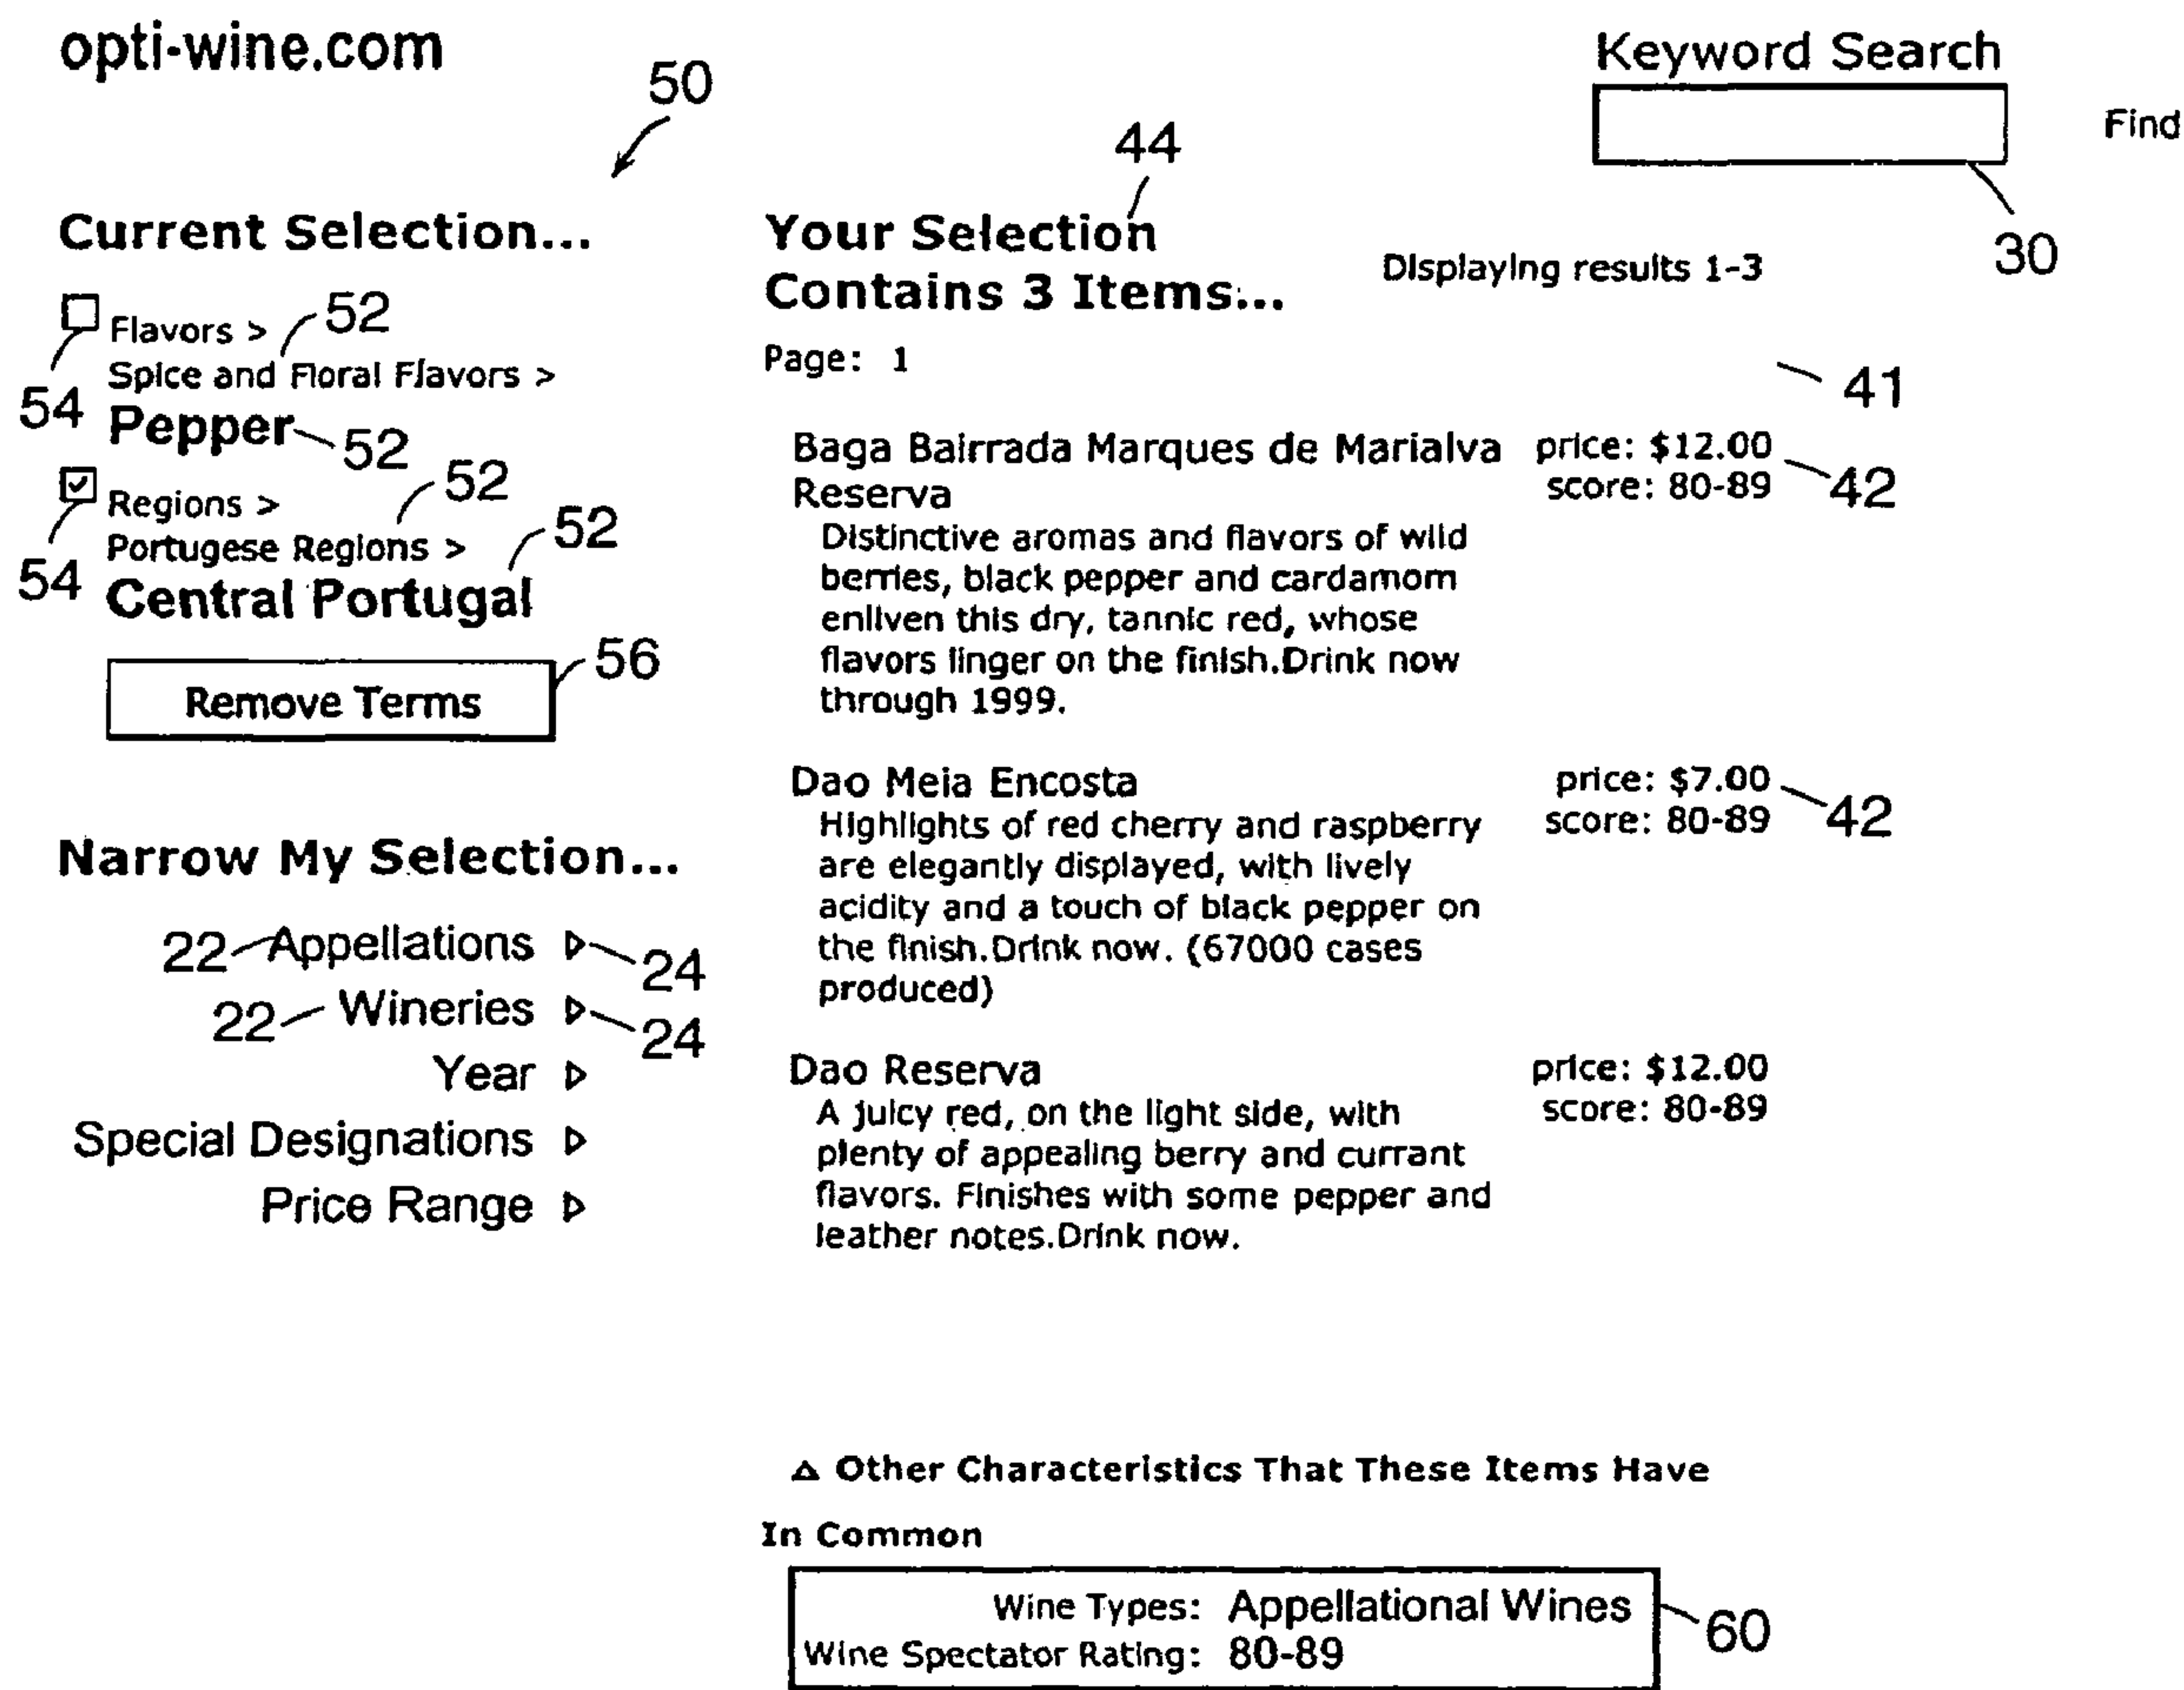 opti-wine.com
50
44
Keyword Search
Find
30
Current Selection...
54 Flavors > 52
Spice and Floral Flavors >
Pepper 52
54 Regions > 52
Portugese Regions > 52
Central Portugal
Remove Terms 56
Narrow My Selection...
22 Appellations 24
22 Wineries 24
Year
Special Designations
Price Range
Your Selection
Contains 3 Items...
Displaying results 1-3
Page: 1
41
Baga Bairrada Marques de Marialva price: $12.00 42
Reserva score: 80-89
Distinctive aromas and flavors of wild
berries, black pepper and cardamom
enliven this dry, tannic red, whose
flavors linger on the finish.Drink now
through 1999.
Dao Meia Encosta price: $7.00 42
Highlights of red cherry and raspberry score: 80-89
are elegantly displayed, with lively
acidity and a touch of black pepper on
the finish.Drink now. (67000 cases
produced)
Dao Reserva price: $12.00
A juicy red, on the light side, with score: 80-89
plenty of appealing berry and currant
flavors. Finishes with some pepper and
leather notes.Drink now.
Other Characteristics That These Items Have
In Common
Wine Types: Appellational Wines
Wine Spectator Rating: 80-89
60